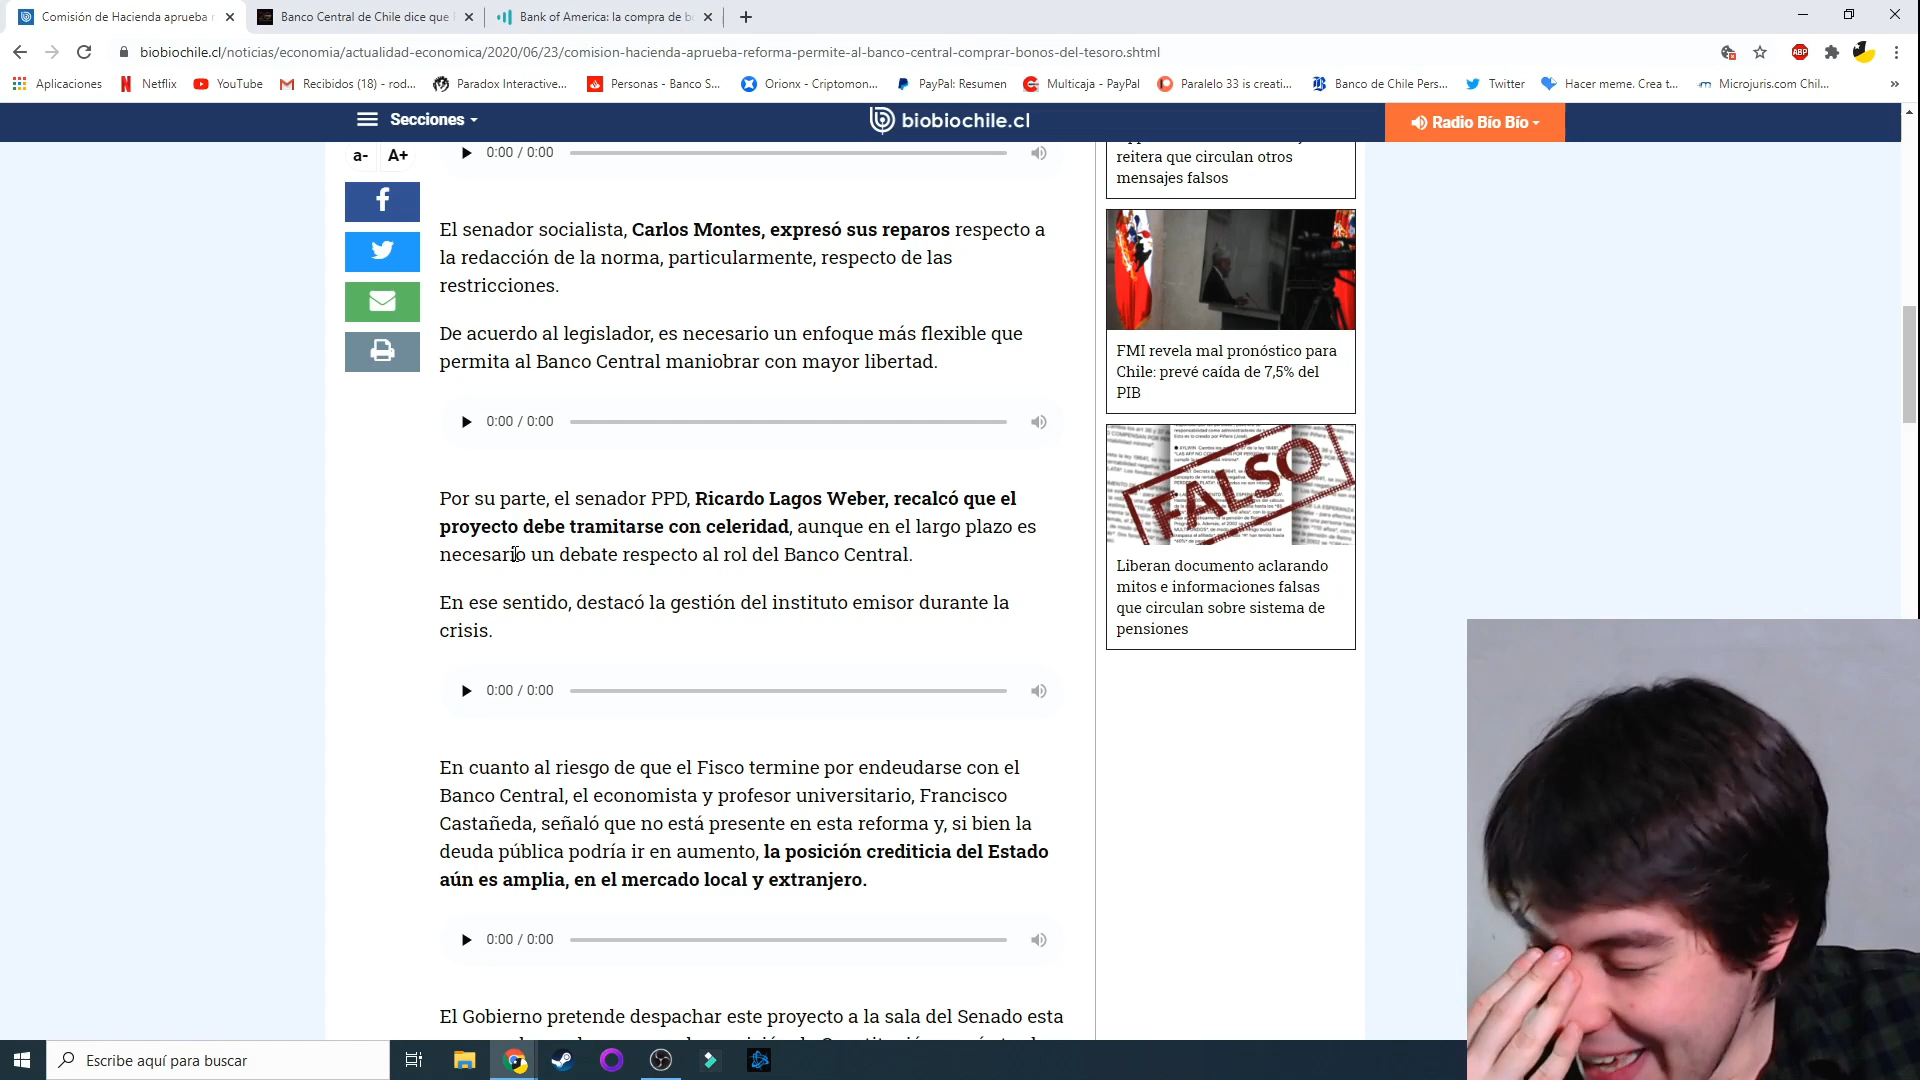 Comisión de Hacienda aprueba r
Banco Central de Chile dice que
Bank of America: la compra de bo
biobiochile.cl/noticias/economia/actualidad-economica/2020/06/23/comision-hacienda-aprueba-reforma-permite-al-banco-central-comprar-bonos-del-tesoro.shtml
ABP
Aplicaciones
Netflix
YouTube
Recibidos (18) - rod...
Paradox Interactive...
Personas - Banco S...
Orionx - Criptomon...
PayPal: Resumen
Multicaja - PayPal
Paralelo 33 is creati...
Banco de Chile Pers...
Twitter
Hacer meme. Crea t...
Microjuris.com Chil...
»
Secciones
biobiochile.cl
Radio Bío Bío
a-
A+
0:00 / 0:00
El senador socialista, Carlos Montes, expresó sus reparos respecto a
la redacción de la norma, particularmente, respecto de las
restricciones.
De acuerdo al legislador, es necesario un enfoque más flexible que
permita al Banco Central maniobrar con mayor libertad.
0:00 / 0:00
Por su parte, el senador PPD, Ricardo Lagos Weber, recalcó que el
proyecto debe tramitarse con celeridad, aunque en el largo plazo es
necesario un debate respecto al rol del Banco Central.
En ese sentido, destacó la gestión del instituto emisor durante la
crisis.
0:00 / 0:00
En cuanto al riesgo de que el Fisco termine por endeudarse con el
Banco Central, el economista y profesor universitario, Francisco
Castañeda, señaló que no está presente en esta reforma y, si bien la
deuda pública podría ir en aumento, la posición crediticia del Estado
aún es amplia, en el mercado local y extranjero.
0:00 / 0:00
El Gobierno pretende despachar este proyecto a la sala del Senado esta
reitera que circulan otros
mensajes falsos
FMI revela mal pronóstico para
Chile: prevé caída de 7,5% del
PIB
FALSO
Liberan documento aclarando
mitos e informaciones falsas
que circulan sobre sistema de
pensiones
Escribe aquí para buscar